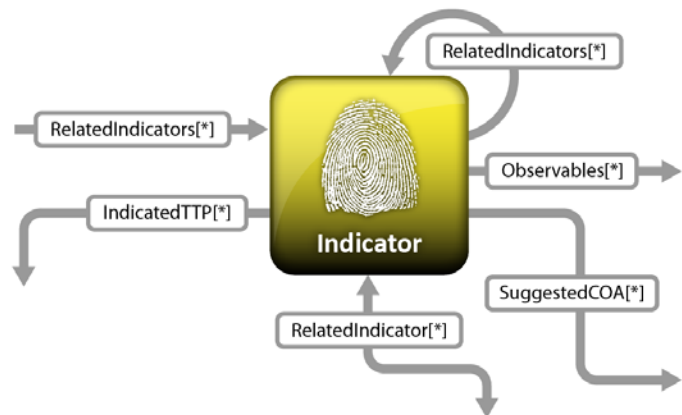 RelatedIndicators[*]
RelatedIndicators[*]
Observables[*]
IndicatedTTP[*]
Indicator
SuggestedCOA[*]
RelatedIndicator[*]